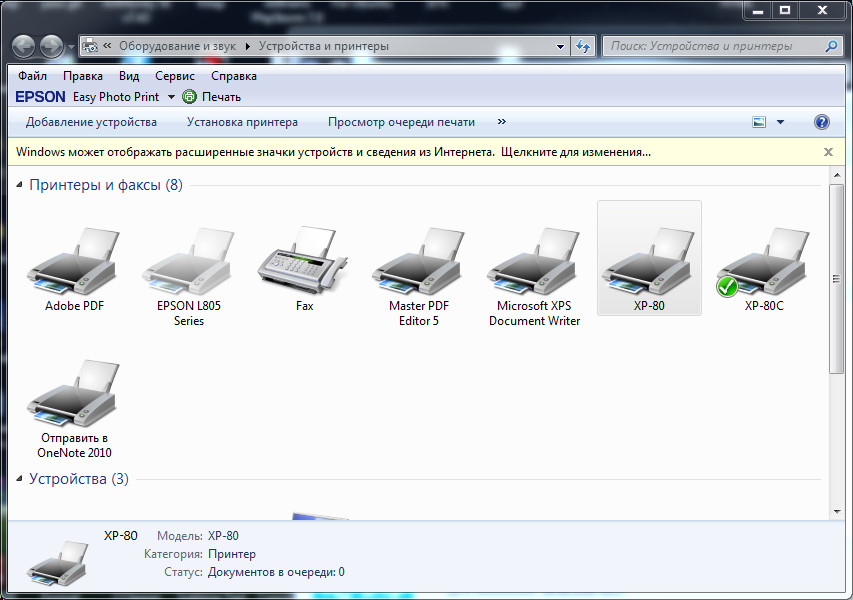 « Оборудование и звук ▸ Устройства и принтеры
Поиск: Устройства и принтеры
Файл Правка Вид Сервис Справка
EPSON Easy Photo Print Печать
Добавление устройства Установка принтера Просмотр очереди печати »
Windows может отображать расширенные значки устройств и сведения из Интернета. Щелкните для изменения...
Принтеры и факсы (8)
Adobe PDF
EPSON L805
Series
Fax
Master PDF
Editor 5
Microsoft XPS
Document Writer
XP-80
XP-80C
Отправить в
OneNote 2010
Устройства (3)
XP-80 Модель: XP-80
Категория: Принтер
Статус: Документов в очереди: 0